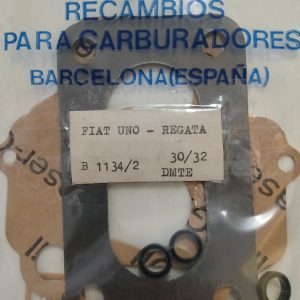 RECAMBIOS
PARA CARBURADORES
BARCELONA (ESPAÑA)
FIAT UNO - REGATA
B 1134/2 30/32
DMTE